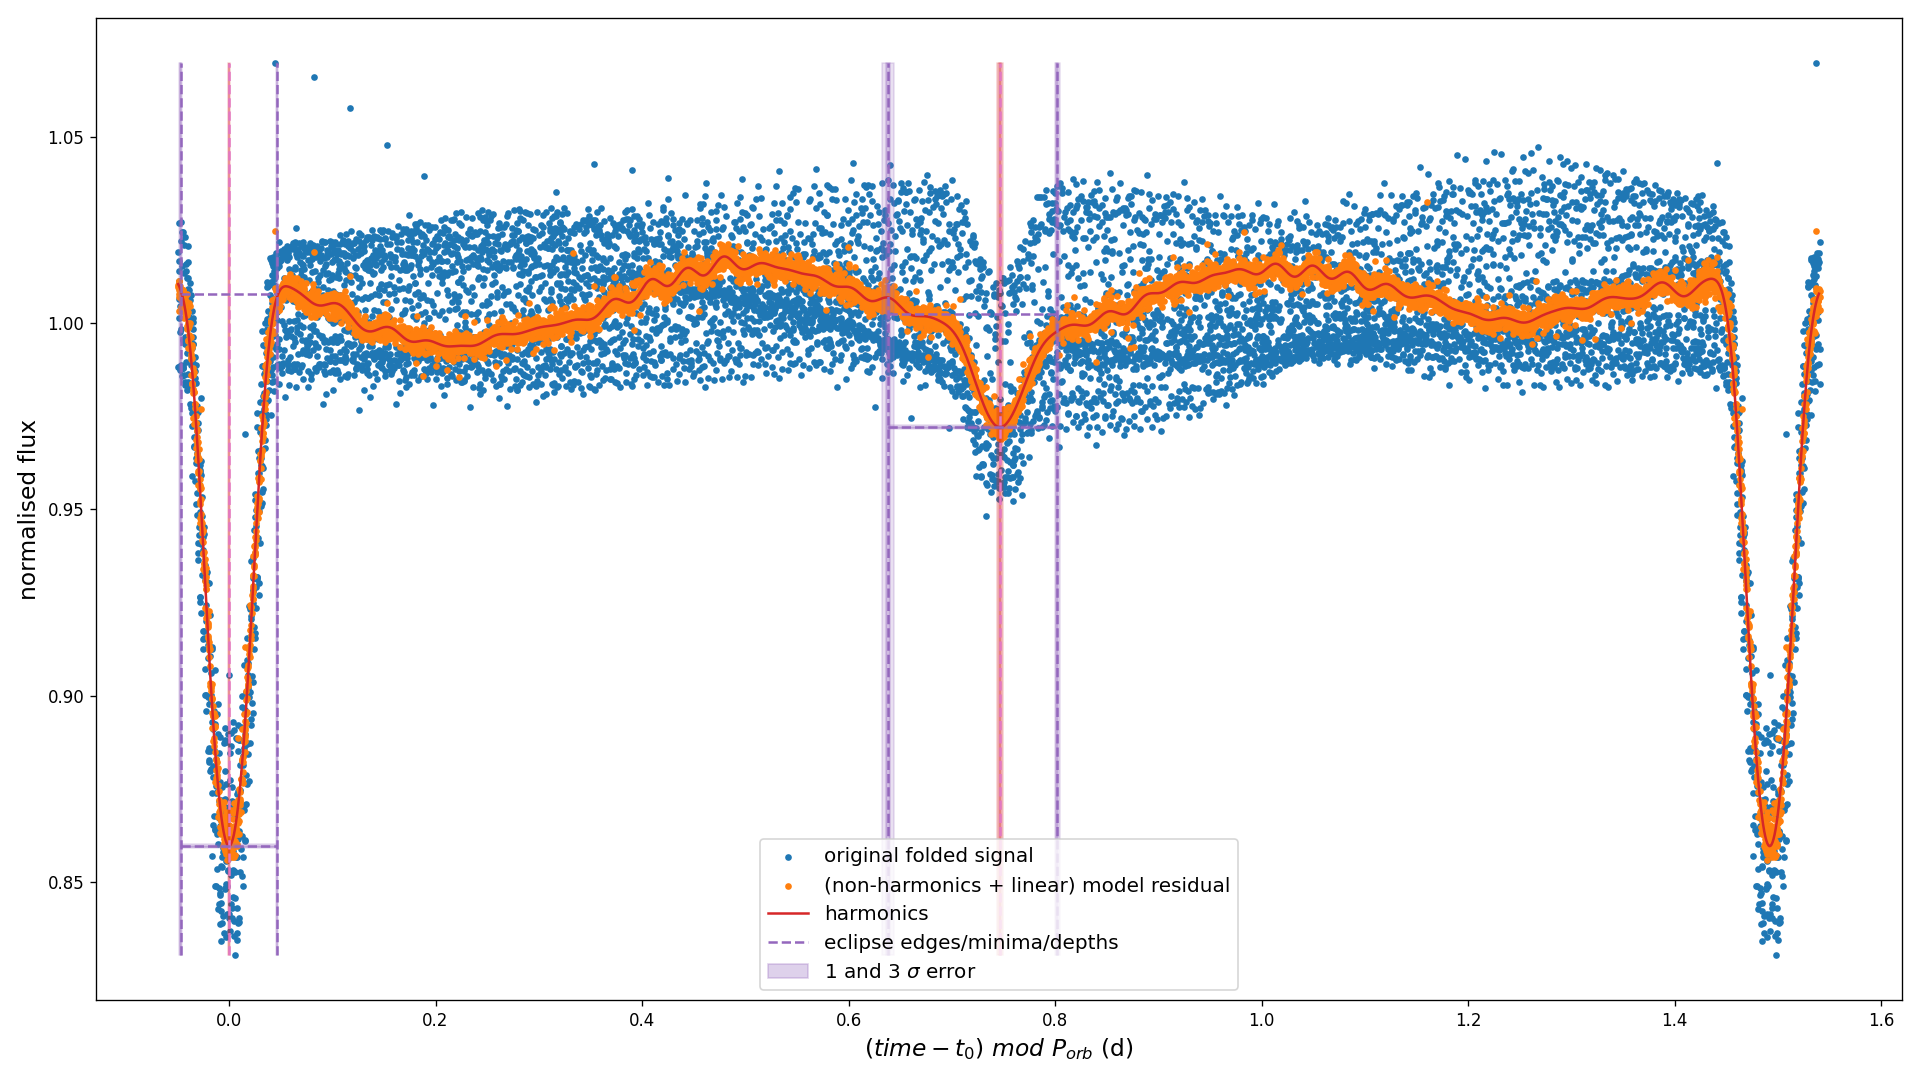 1.05
1.00
0.95
0.90
0.85
normalised flux
original folded signal
(non-harmonics + linear) model residual
harmonics
eclipse edges/minima/depths
1 and 3 σ error
0.0 0.2 0.4 0.6 0.8 1.0 1.2 1.4 1.6
(time − t₀) mod Pₒᵣᵦ (d)